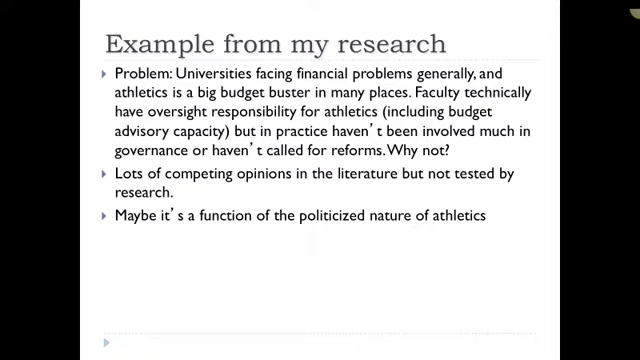 Example from my research
Problem: Universities facing financial problems generally, and
athletics is a big budget buster in many places. Faculty technically
have oversight responsibility for athletics (including budget
advisory capacity) but in practice haven't been involved much in
governance or haven't called for reforms. Why not?
Lots of competing opinions in the literature but not tested by
research.
Maybe it's a function of the politicized nature of athletics